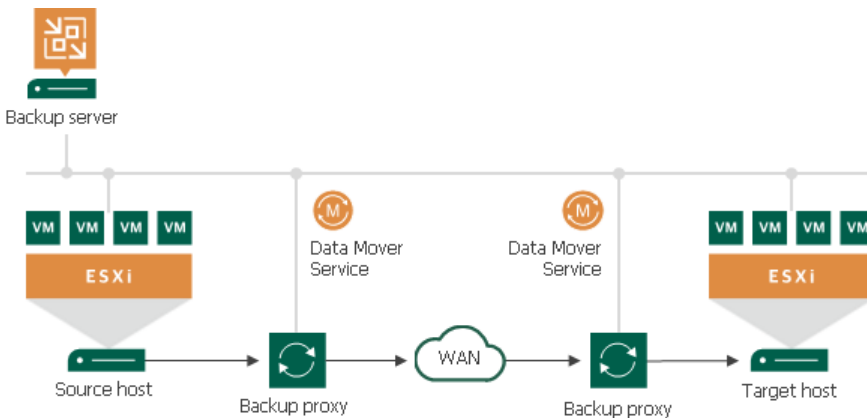 Backup server
VM VM VM VM
ESXi
M
Data Mover
Service
M
Data Mover
Service
VM VM VM VM
ESXi
Source host
Backup proxy
WAN
Backup proxy
Target host